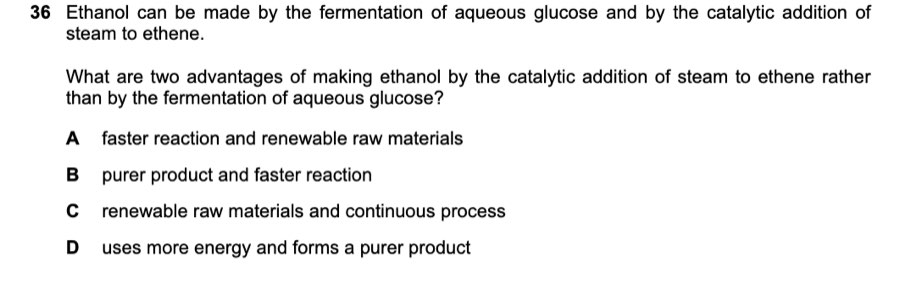 36 Ethanol can be made by the fermentation of aqueous glucose and by the catalytic addition of
steam to ethene.
What are two advantages of making ethanol by the catalytic addition of steam to ethene rather
than by the fermentation of aqueous glucose?
A faster reaction and renewable raw materials
B purer product and faster reaction
C renewable raw materials and continuous process
D uses more energy and forms a purer product